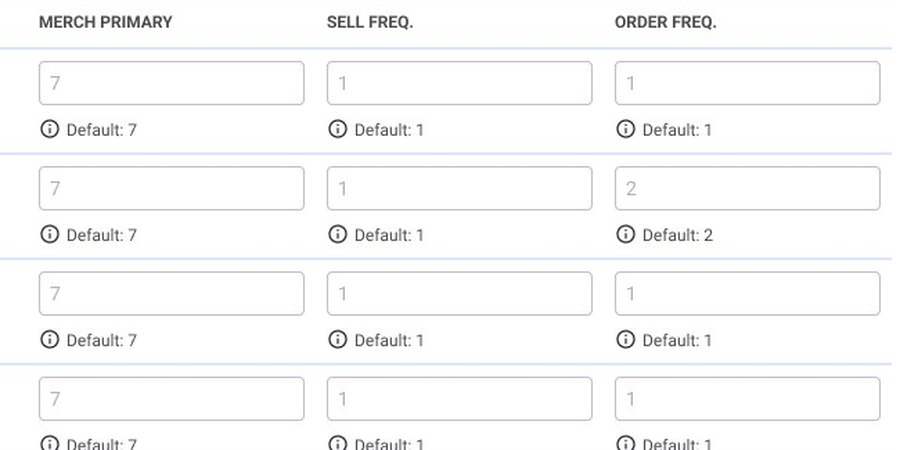 MERCH PRIMARY SELL FREQ. ORDER FREQ.
7 1 1
Default: 7 Default: 1 Default: 1
7 1 2
Default: 7 Default: 1 Default: 2
7 1 1
Default: 7 Default: 1 Default: 1
7 1 1
Default: 7 Default: 1 Default: 1